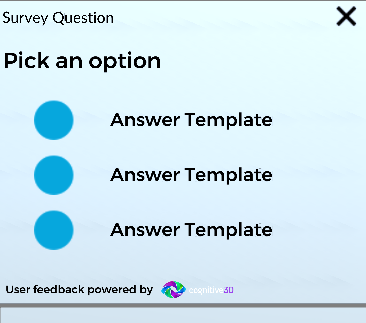 Survey Question
Pick an option
Answer Template
Answer Template
Answer Template
User feedback powered by cognitive3D